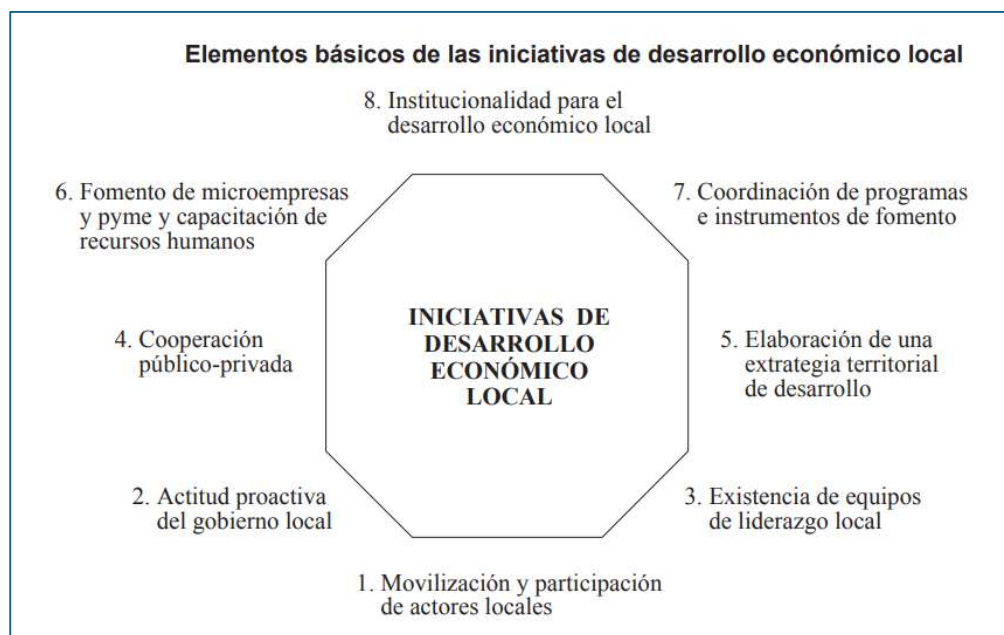 Elementos básicos de las iniciativas de desarrollo económico local
8. Institucionalidad para el
desarrollo económico local
6. Fomento de microempresas
y pyme y capacitación de
recursos humanos
7. Coordinación de programas
e instrumentos de fomento
4. Cooperación
público-privada
INICIATIVAS DE
DESARROLLO
ECONÓMICO
LOCAL
5. Elaboración de una
extrategia territorial
de desarrollo
2. Actitud proactiva
del gobierno local
3. Existencia de equipos
de liderazgo local
1. Movilización y participación
de actores locales